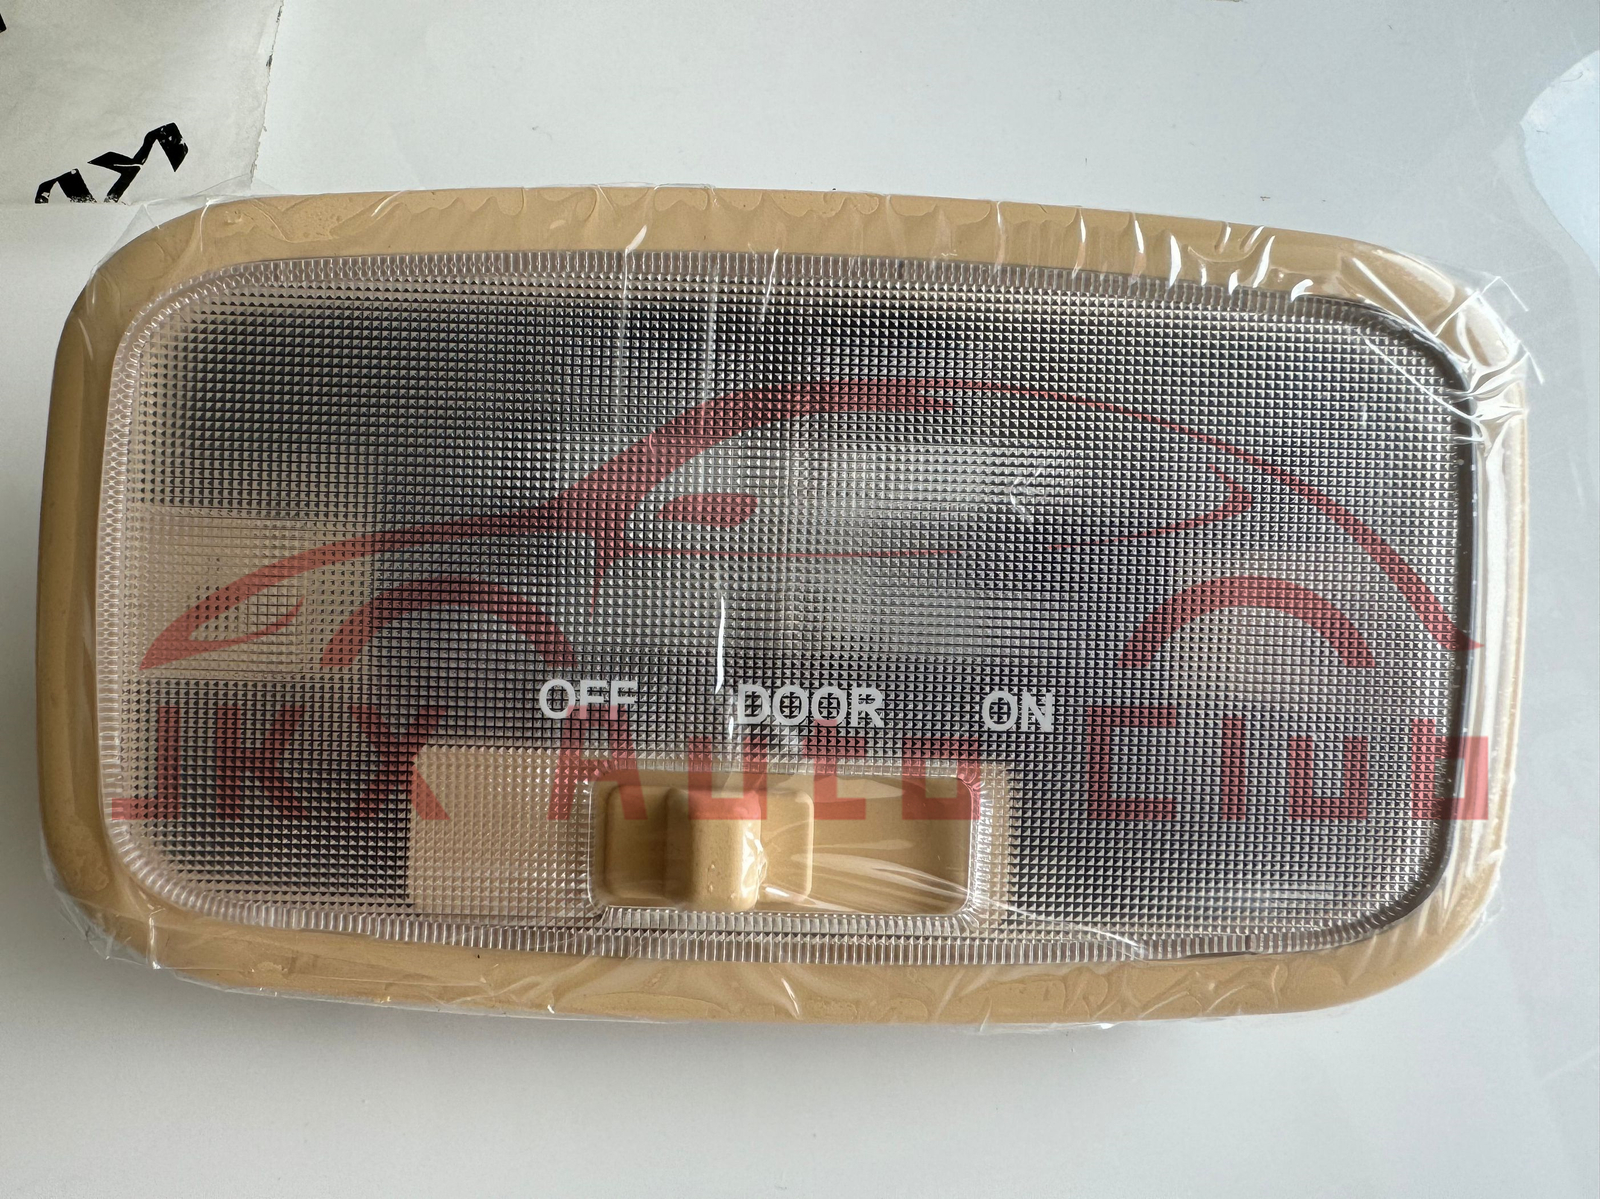 OFF DOOR ON
JKX Auto Club